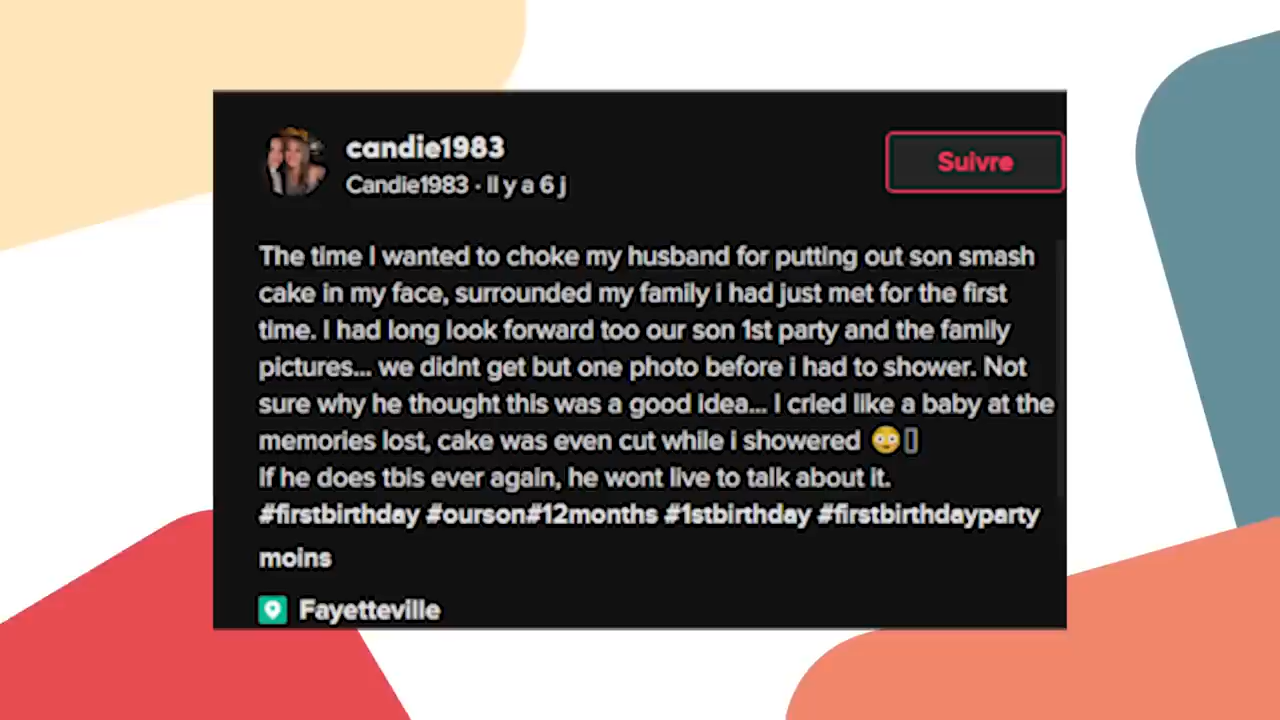 candie1983
Candie1983 · Il y a 6 j
Suivre
The time I wanted to choke my husband for putting out son smash
cake in my face, surrounded my family i had just met for the first
time. I had long look forward too our son 1st party and the family
pictures... we didnt get but one photo before i had to shower. Not
sure why he thought this was a good idea... I cried like a baby at the
memories lost, cake was even cut while i showered 😳▯
If he does tbis ever again, he wont live to talk about it.
#firstbirthday #ourson#12months #1stbirthday #firstbirthdayparty
moins
Fayetteville